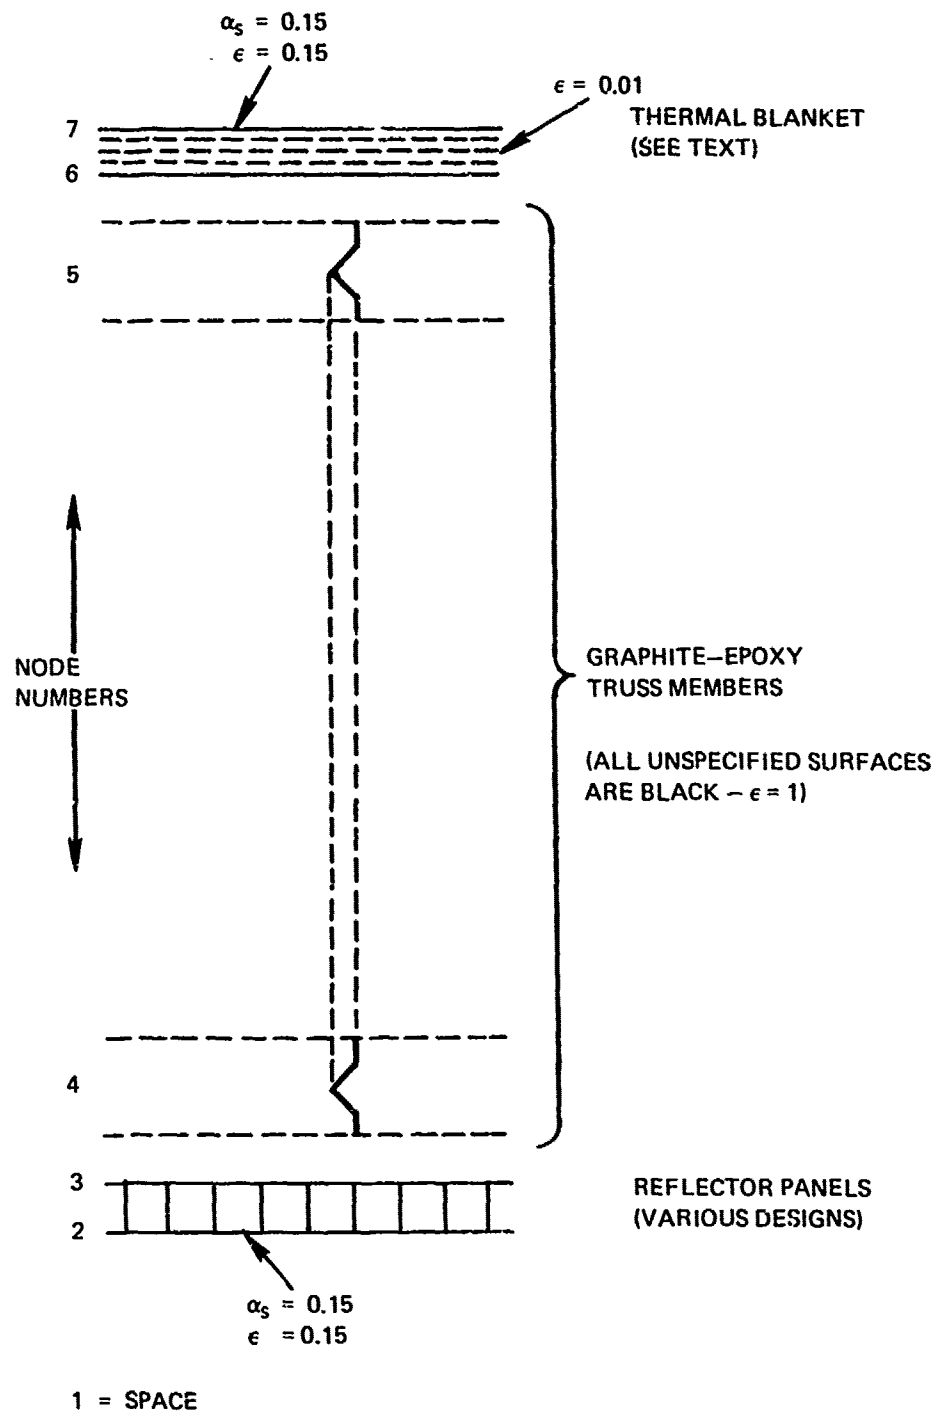 αs = 0.15
ϵ = 0.15
ϵ = 0.01
THERMAL BLANKET
(SEE TEXT)
7
6
5
NODE
NUMBERS
GRAPHITE–EPOXY
TRUSS MEMBERS
(ALL UNSPECIFIED SURFACES
ARE BLACK – ϵ = 1)
4
3
2
REFLECTOR PANELS
(VARIOUS DESIGNS)
αs = 0.15
ϵ = 0.15
1 = SPACE